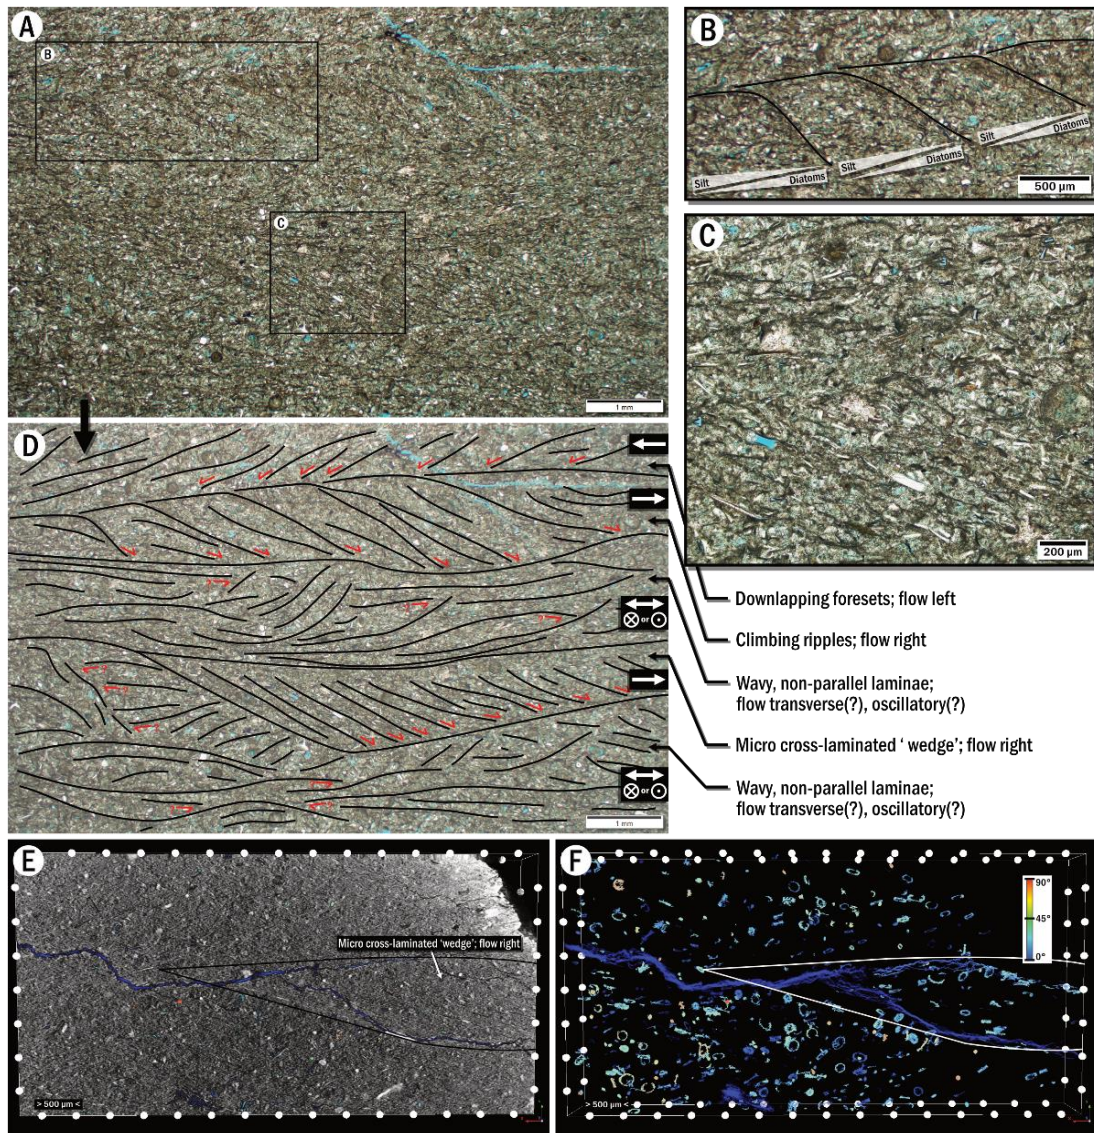 A
B
C
1 mm
B
Silt
Diatoms
Silt
Diatoms
Silt
Diatoms
500 µm
C
200 µm
D
⊗ or ⊙
⊗ or ⊙
1 mm
Downlapping foresets; flow left
Climbing ripples; flow right
Wavy, non-parallel laminae;
flow transverse(?), oscillatory(?)
Micro cross-laminated ‘ wedge’; flow right
Wavy, non-parallel laminae;
flow transverse(?), oscillatory(?)
E
Micro cross-laminated ‘wedge’; flow right
> 500 µm <
F
90°
45°
0°
> 500 µm <